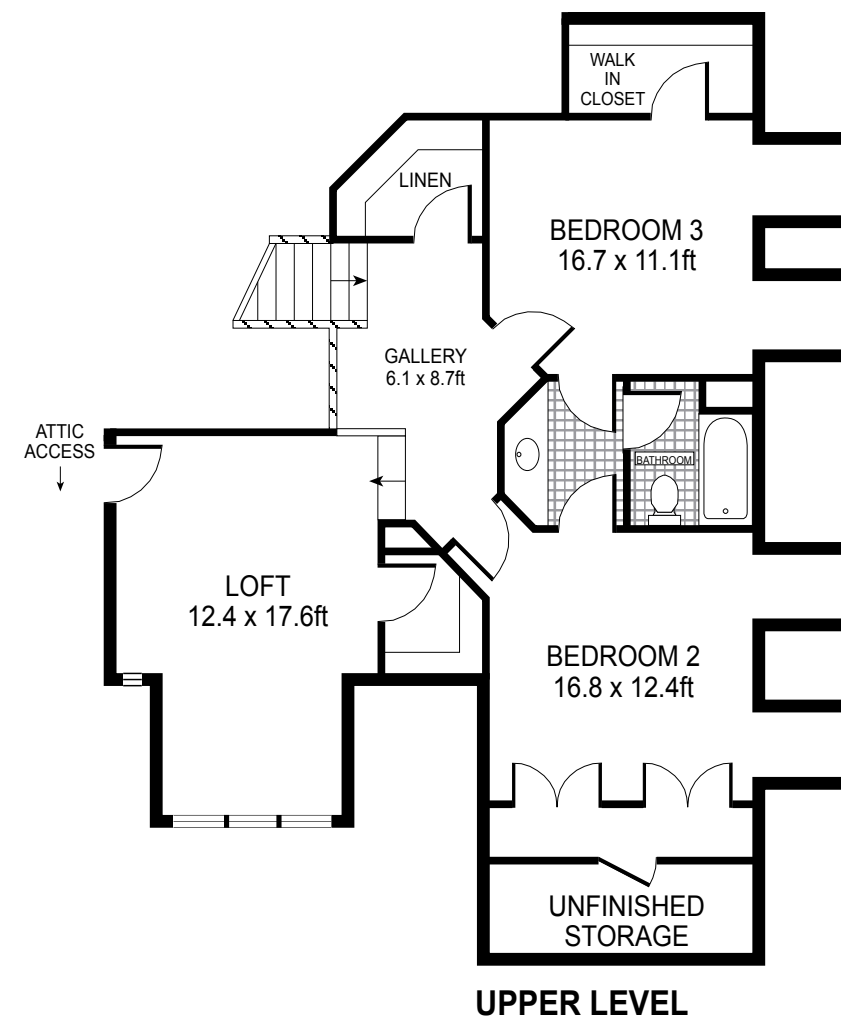 WALK
IN
CLOSET
LINEN
BEDROOM 3
16.7 x 11.1ft
GALLERY
6.1 x 8.7ft
ATTIC
ACCESS
BATHROOM
LOFT
12.4 x 17.6ft
BEDROOM 2
16.8 x 12.4ft
UNFINISHED
STORAGE
UPPER LEVEL